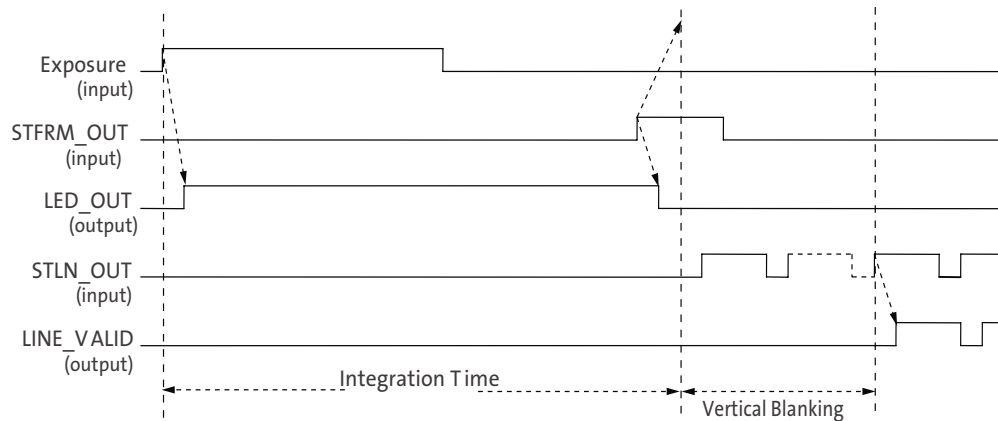 Exposure
(input)
STFRM_OUT
(input)
LED_OUT
(output)
STLN_OUT
(input)
LINE_VALID
(output)
Integration Time
Vertical Blanking